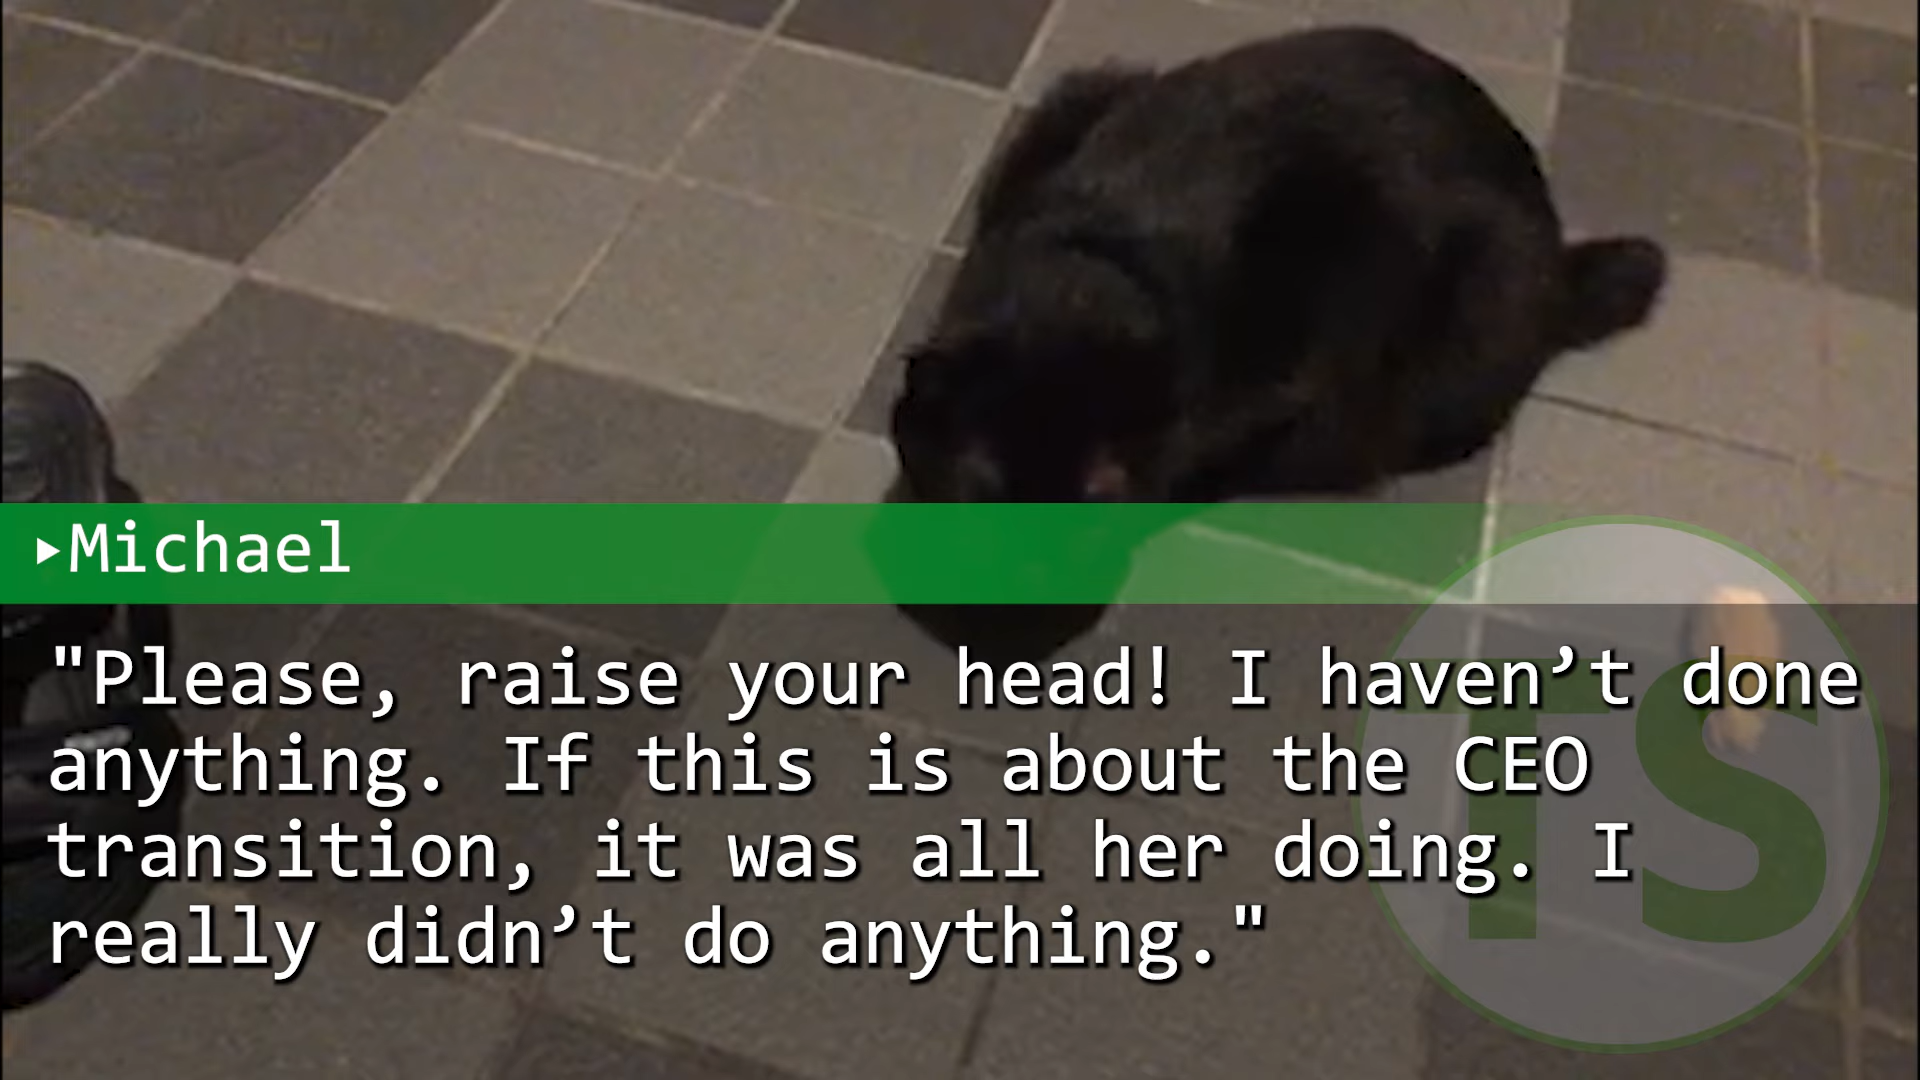 ▶Michael
"Please, raise your head! I haven’t done
anything. If this is about the CEO
transition, it was all her doing. I
really didn’t do anything."
TS